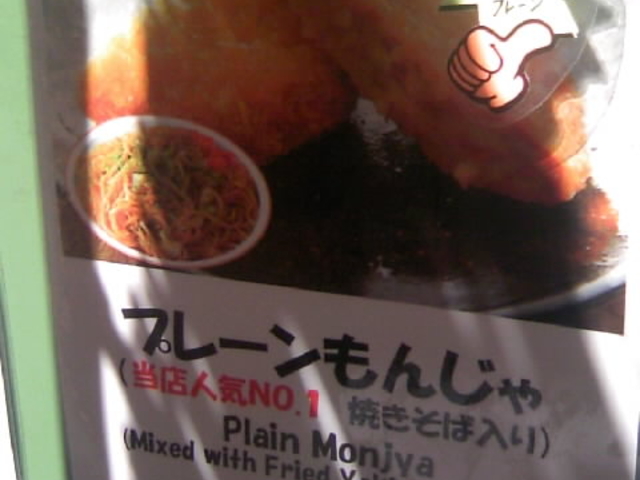 プレーン
プレーンもんじゃ
(当店人気NO.1 焼きそば入り)
Plain Monjya
(Mixed with Fried